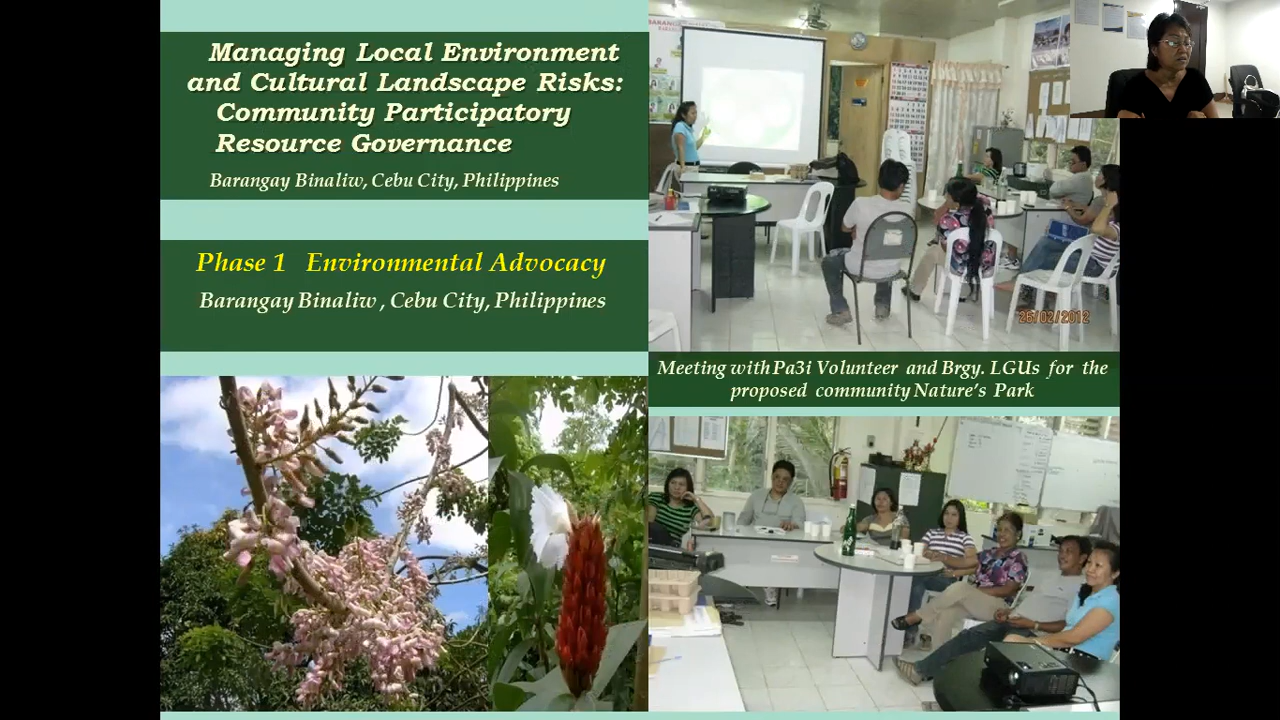 Managing Local Environment
and Cultural Landscape Risks:
Community Participatory
Resource Governance
Barangay Binaliw, Cebu City, Philippines
Phase 1 Environmental Advocacy
Barangay Binaliw , Cebu City, Philippines
26/02/2012
Meeting with Pa3i Volunteer and Brgy. LGUs for the
proposed community Nature's Park